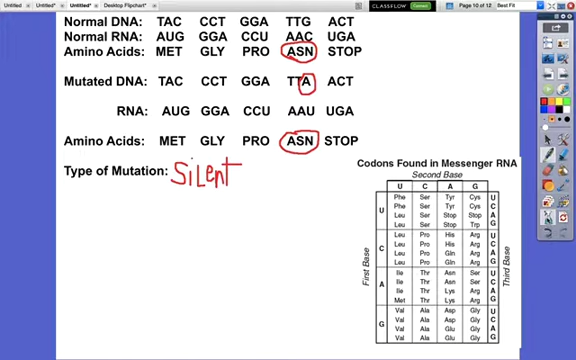 Untitled
Untitled*
Untitled*
Desktop Flipchart*
CLASSFLOW
Connect
Page 10 of 12
Best Fit
Normal DNA: TAC CCT GGA TTG ACT
Normal RNA: AUG GGA CCU AAC UGA
Amino Acids: MET GLY PRO ASN STOP
Mutated DNA: TAC CCT GGA TTA ACT
RNA: AUG GGA CCU AAU UGA
Amino Acids: MET GLY PRO ASN STOP
Type of Mutation: SiLent
Codons Found in Messenger RNA
Second Base
U C A G
First Base
Third Base
U
Phe Ser Tyr Cys U
Phe Ser Tyr Cys C
Leu Ser Stop Stop A
Leu Ser Stop Trp G
C
Leu Pro His Arg U
Leu Pro His Arg C
Leu Pro Gln Arg A
Leu Pro Gln Arg G
A
Ile Thr Asn Ser U
Ile Thr Asn Ser C
Ile Thr Lys Arg A
Met Thr Lys Arg G
G
Val Ala Asp Gly U
Val Ala Asp Gly C
Val Ala Glu Gly A
Val Ala Glu Gly G